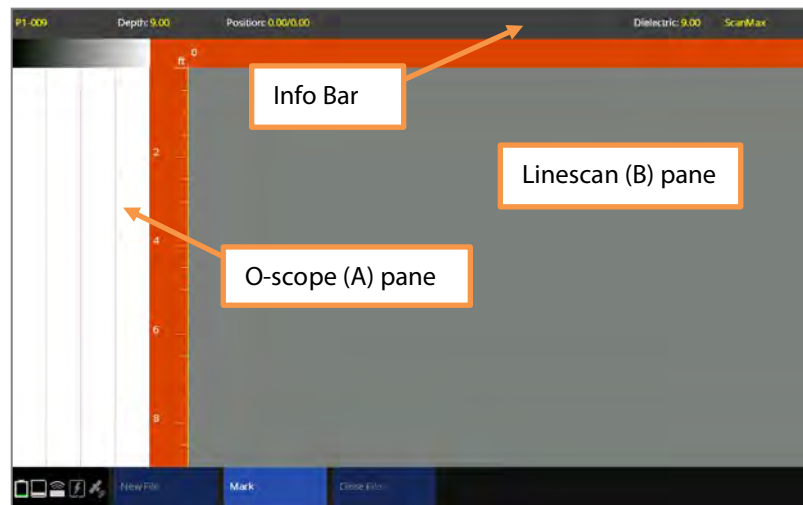 P1-009 Depth: 9.00 Position: 0.00/0.00 Dielectric: 9.00 ScanMax
ft 0
Info Bar
2
Linescan (B) pane
4
O-scope (A) pane
6
8
New File Mark Close File